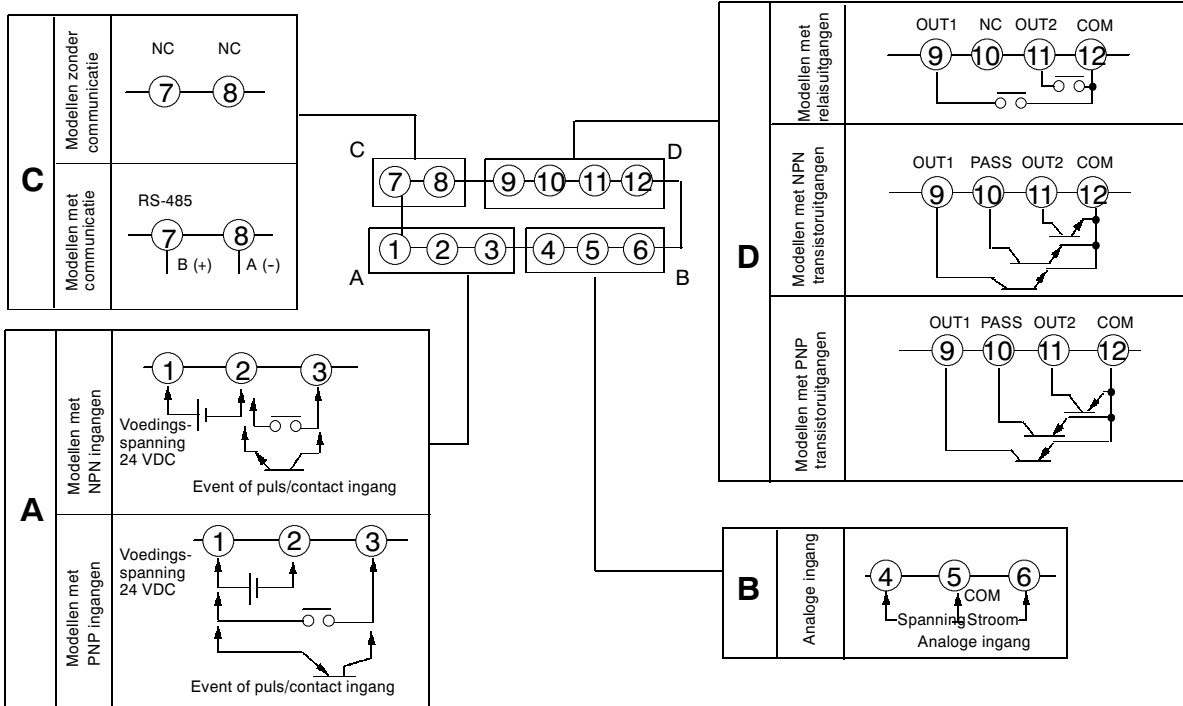 C
Modellen zonder
communicatie
NC NC
7 8
Modellen met
communicatie
RS-485
7 8
B (+) A (-)
C D
7 8 9 10 11 12
1 2 3 4 5 6
A B
A
Modellen met
NPN ingangen
1 2 3
Voedings-
spanning
24 VDC
Event of puls/contact ingang
Modellen met
PNP ingangen
1 2 3
Voedings-
spanning
24 VDC
Event of puls/contact ingang
D
Modellen met
relaisuitgangen
OUT1 NC OUT2 COM
9 10 11 12
Modellen met NPN
transistoruitgangen
OUT1 PASS OUT2 COM
9 10 11 12
Modellen met PNP
transistoruitgangen
OUT1 PASS OUT2 COM
9 10 11 12
B
Analoge ingang
4 5 6
COM
Spanning Stroom
Analoge ingang